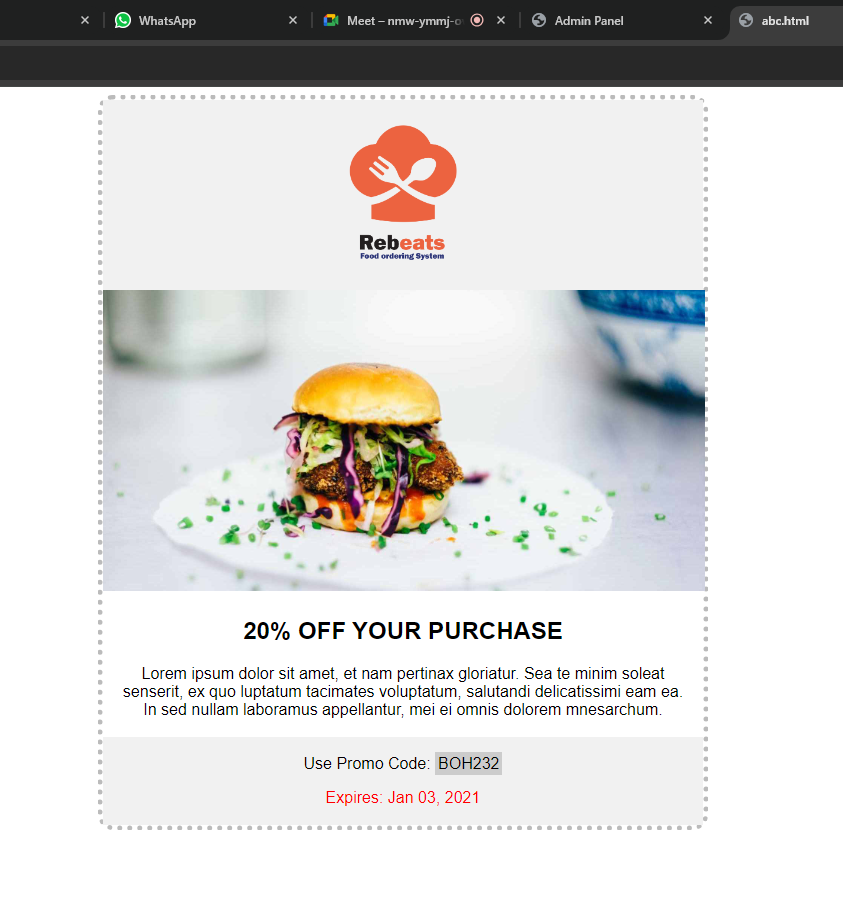 WhatsApp
Meet – nmw-ymmj-o
Admin Panel
abc.html
Rebeats
Food ordering System
20% OFF YOUR PURCHASE
Lorem ipsum dolor sit amet, et nam pertinax gloriatur. Sea te minim soleat
senserit, ex quo luptatum tacimates voluptatum, salutandi delicatissimi eam ea.
In sed nullam laboramus appellantur, mei ei omnis dolorem mnesarchum.
Use Promo Code: BOH232
Expires: Jan 03, 2021